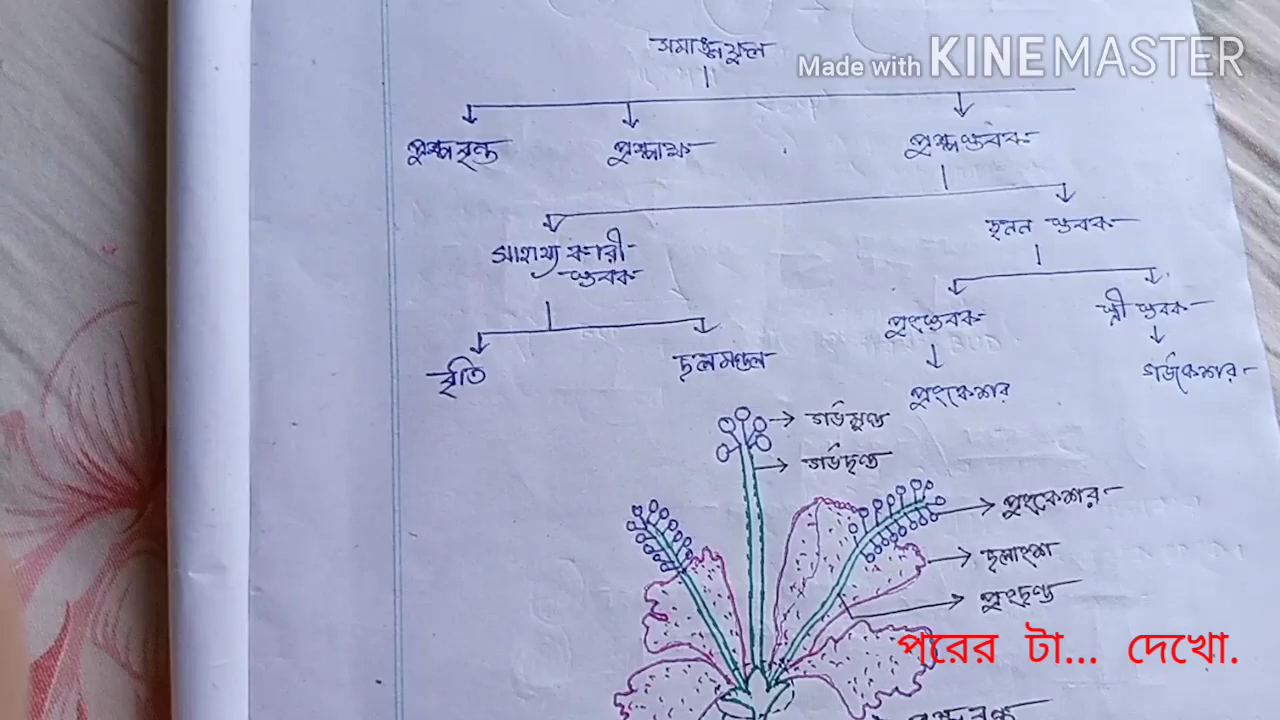 সমাঙ্গফুল
Made with KINEMASTER
পুষ্পবৃন্ত পুষ্পাক্ষ পুষ্পস্তবক
সাহায্যকারী স্তবক
জনন স্তবক
পুংস্তবক স্ত্রী স্তবক
বৃতি দলমণ্ডল পুংকেশর গর্ভকেশর
গর্ভমুণ্ড
গর্ভদণ্ড
পুংকেশর
দলাংশ
পুংদণ্ড
পরের টা... দেখো.
পুষ্পবৃন্ত